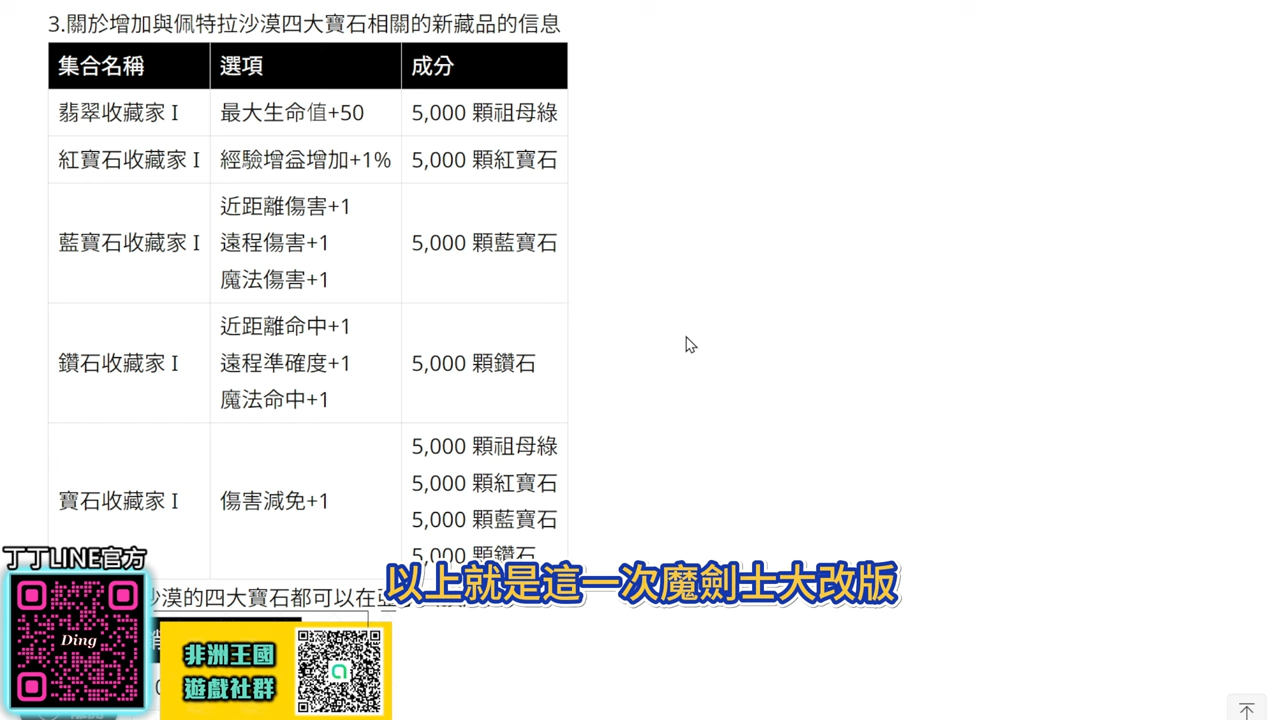 3.關於增加與佩特拉沙漠四大寶石相關的新藏品的信息
集合名稱 選項 成分
翡翠收藏家 I 最大生命值+50 5,000 顆祖母綠
紅寶石收藏家 I 經驗增益增加+1% 5,000 顆紅寶石
藍寶石收藏家 I 近距離傷害+1 5,000 顆藍寶石
遠程傷害+1
魔法傷害+1
鑽石收藏家 I 近距離命中+1 5,000 顆鑽石
遠程準確度+1
魔法命中+1
寶石收藏家 I 傷害減免+1 5,000 顆祖母綠
5,000 顆紅寶石
5,000 顆藍寶石
5,000 顆鑽石
丁丁LINE官方
以上就是這一次魔劍士大改版
沙漠的四大寶石都可以在亞
Ding
非洲王國
遊戲社群